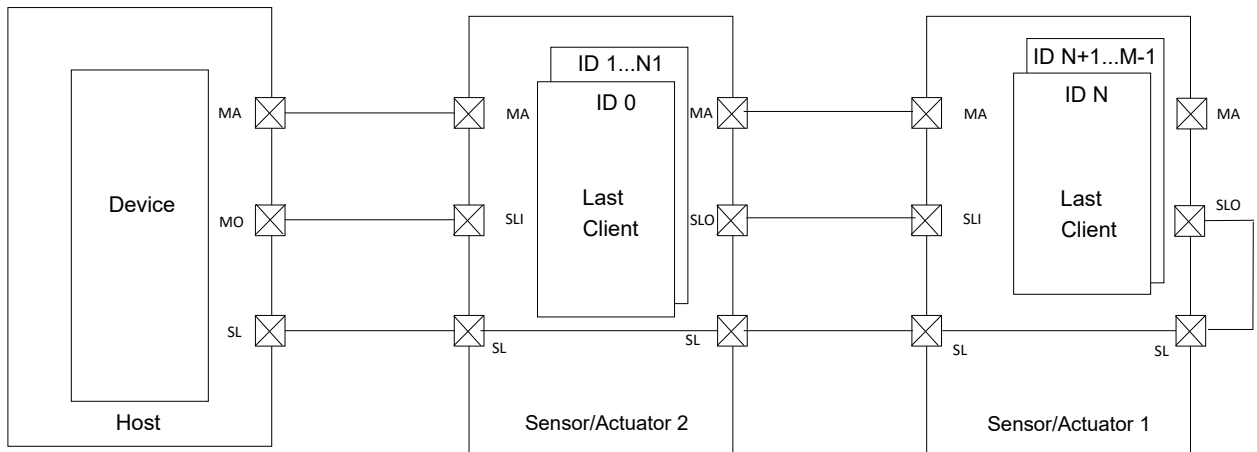 ID 1...N1
ID N+1...M-1
ID 0
ID N
MA
MA
MA
MA
MA
Device
Last
Client
Last
Client
MO
SLI
SLO
SLI
SLO
SL
SL
SL
SL
SL
Host
Sensor/Actuator 2
Sensor/Actuator 1